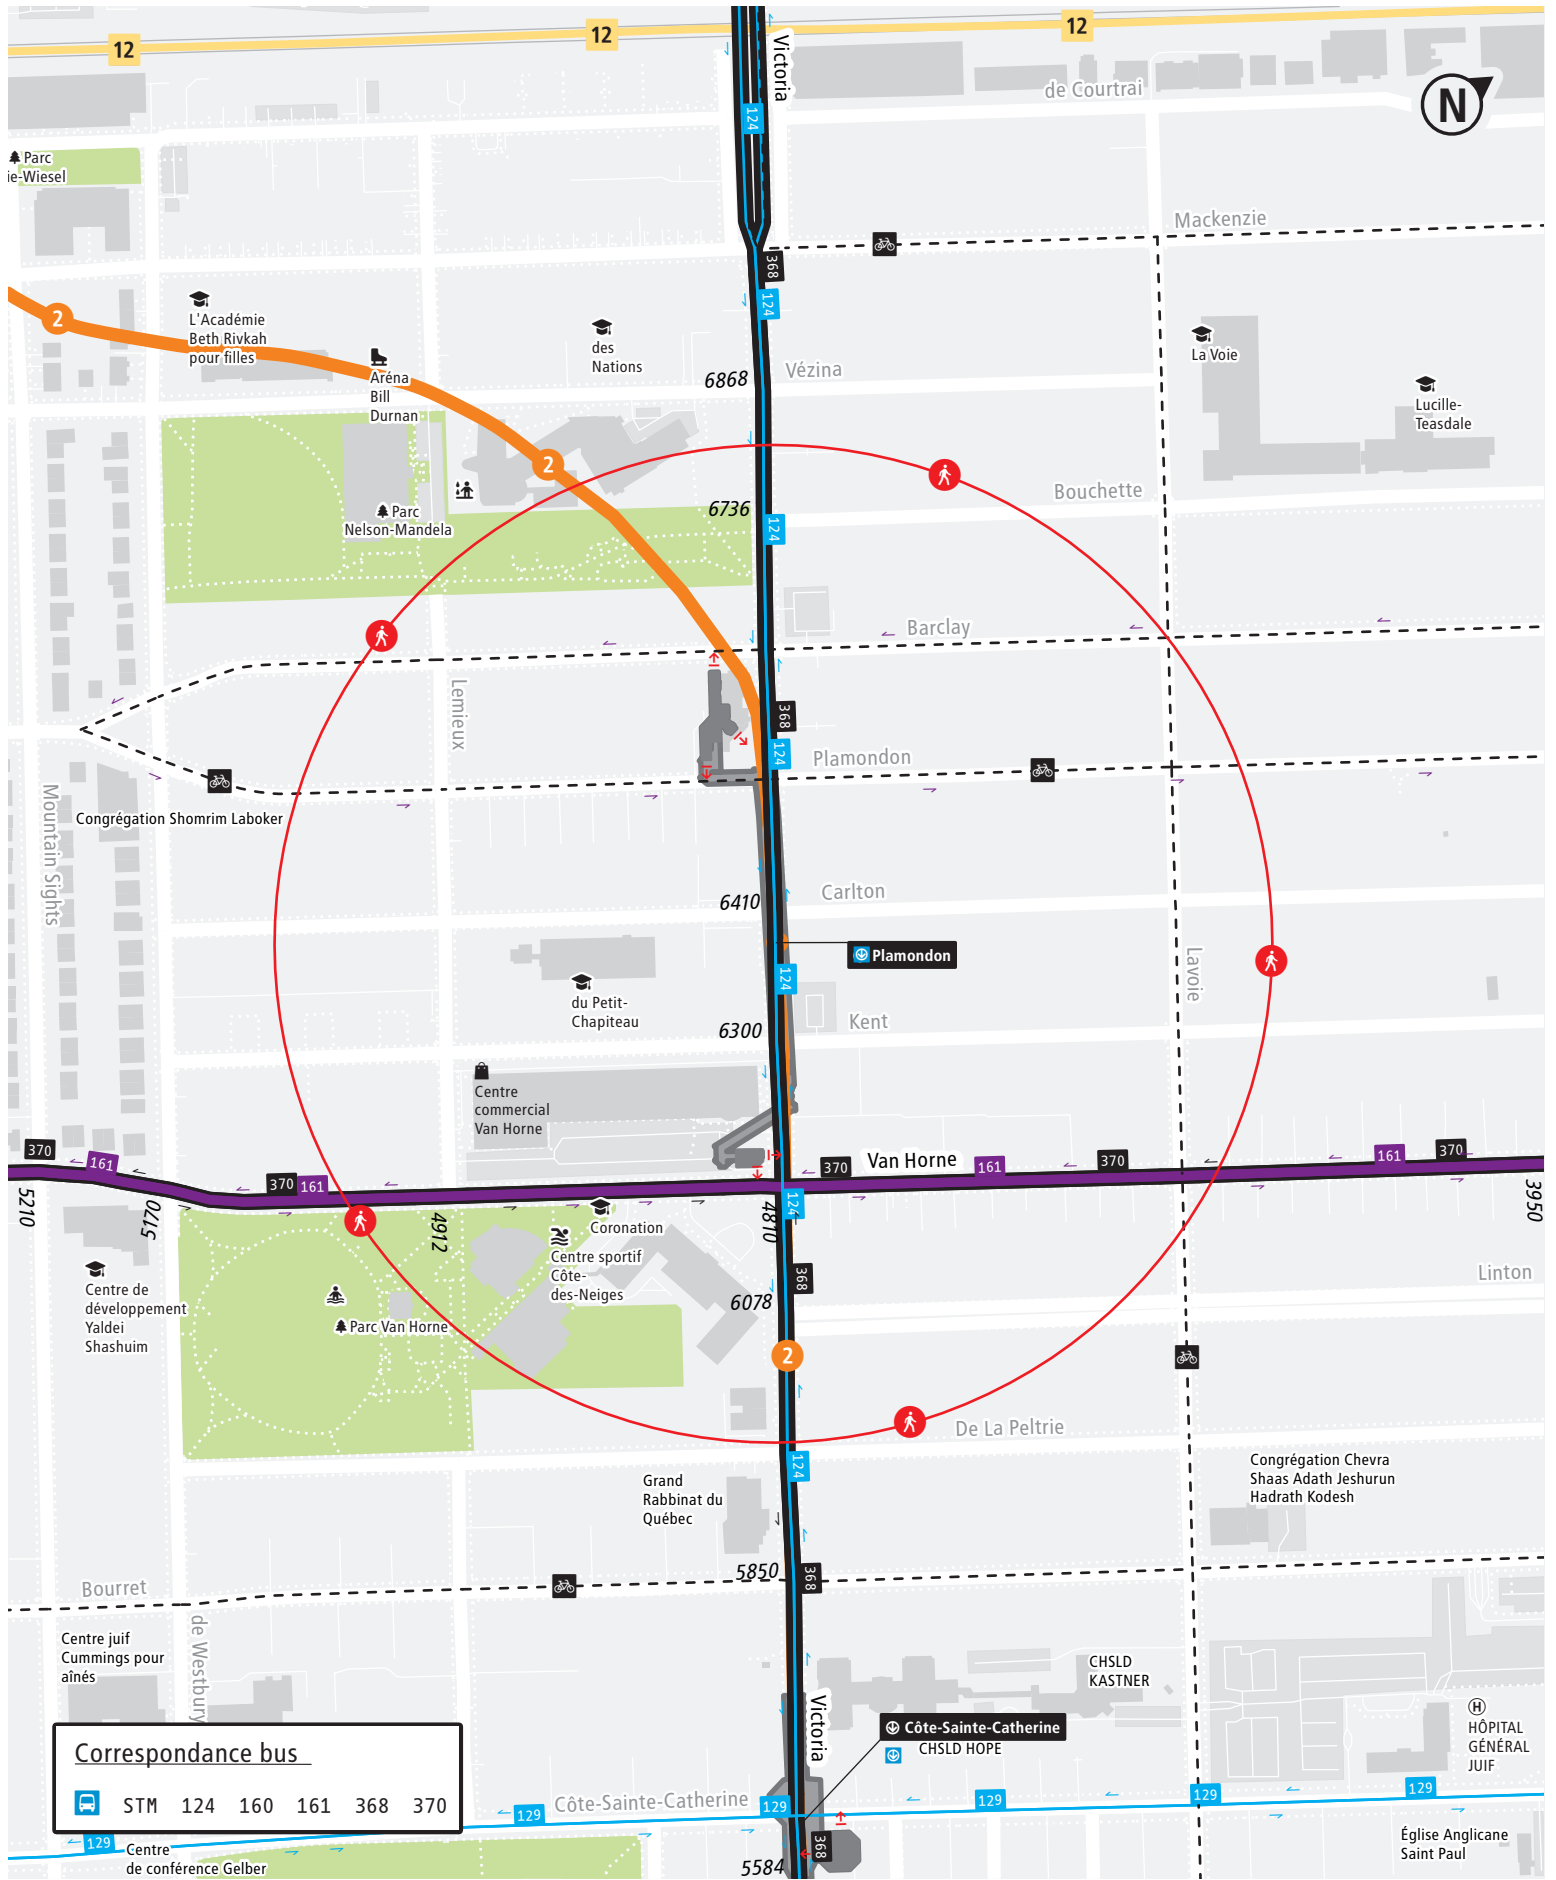 12
12
12
Victoria
de Courtrai
N
124
Parc
ie-Wiesel
Mackenzie
368
124
2
L'Académie
Beth Rivkah
pour filles
Aréna
Bill
Durnan
des
Nations
6868
Vézina
La Voie
Lucille-
Teasdale
2
6736
Bouchette
124
Parc
Nelson-Mandela
Barclay
Lemieux
368
124
Plamondon
Mountain Sights
Congrégation Shomrim Laboker
6410
Carlton
Plamondon
124
Lavoie
du Petit-
Chapiteau
6300
Kent
Centre
commercial
Van Horne
370
161
370
161
370
Van Horne
161
370
161
370
5210
5170
4912
4810
124
3950
Coronation
Centre sportif
Côte-
des-Neiges
Centre de
développement
Yaldei
Shashuim
Parc Van Horne
6078
368
Linton
2
De La Peltrie
124
Grand
Rabbinat du
Québec
Congrégation Chevra
Shaas Adath Jeshurun
Hadrath Kodesh
5850
368
Bourret
de Westbury
Centre juif
Cummings pour
aînés
CHSLD
KASTNER
Victoria
Côte-Sainte-Catherine
CHSLD HOPE
H
HÔPITAL
GÉNÉRAL
JUIF
Correspondance bus
STM 124 160 161 368 370
129
Côte-Sainte-Catherine
129
129
129
129
129
Centre
de conférence Gelber
368
5584
Église Anglicane
Saint Paul